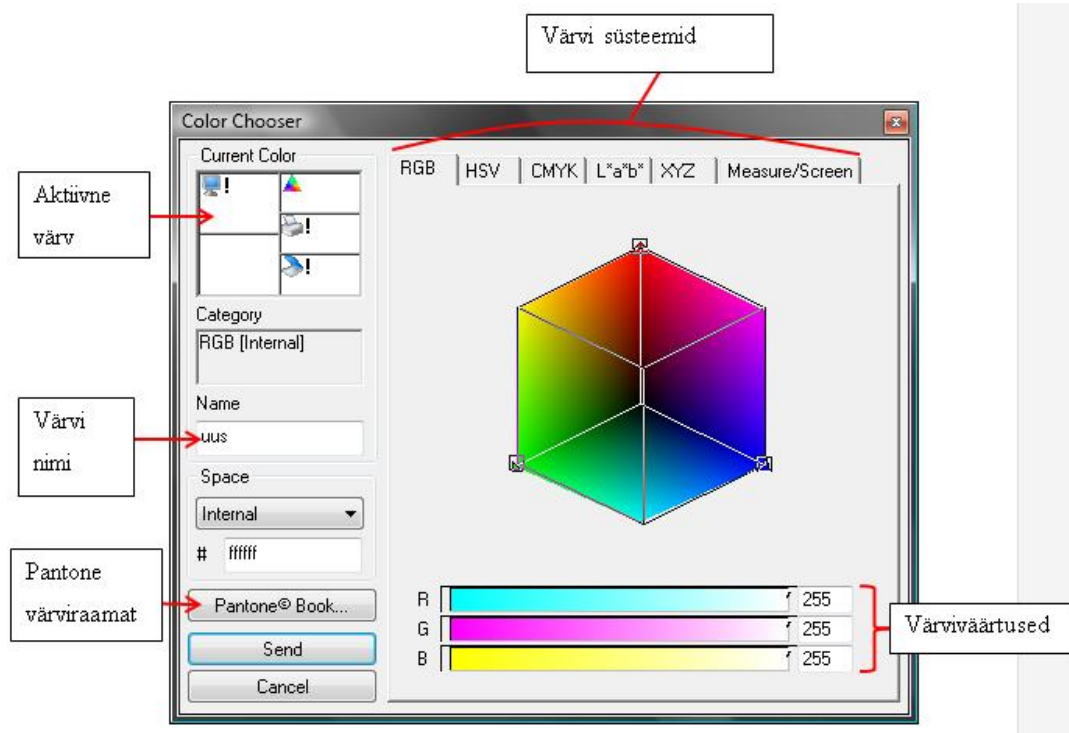 Värvi süsteemid
Color Chooser
Current Color
Aktiivne
värv
!
!
!
Category
RGB [Internal]
Name
Värvi
nimi
uus
Space
Internal
# ffffff
Pantone
värviraamat
Pantone© Book...
Send
Cancel
RGB HSV CMYK L*a*b* XYZ Measure/Screen
R 255
G 255
B 255
Värviväärtused